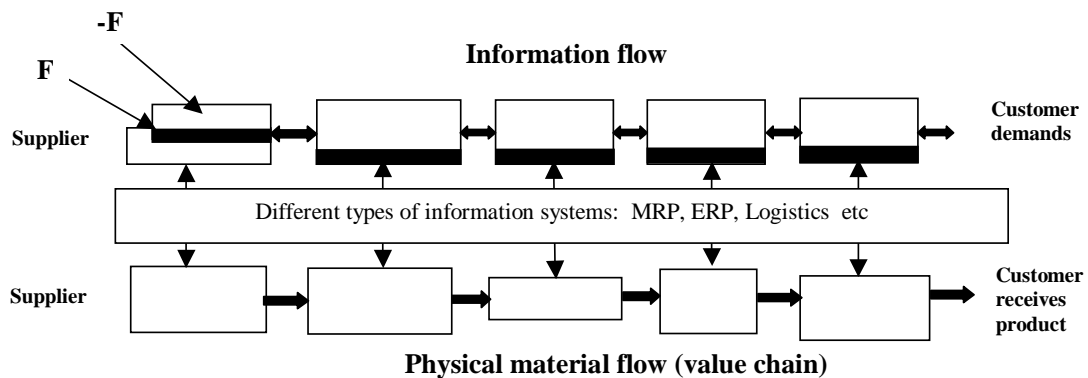 -F
Information flow
F
Supplier
Customer
demands
Different types of information systems: MRP, ERP, Logistics etc
Supplier
Customer
receives
product
Physical material flow (value chain)